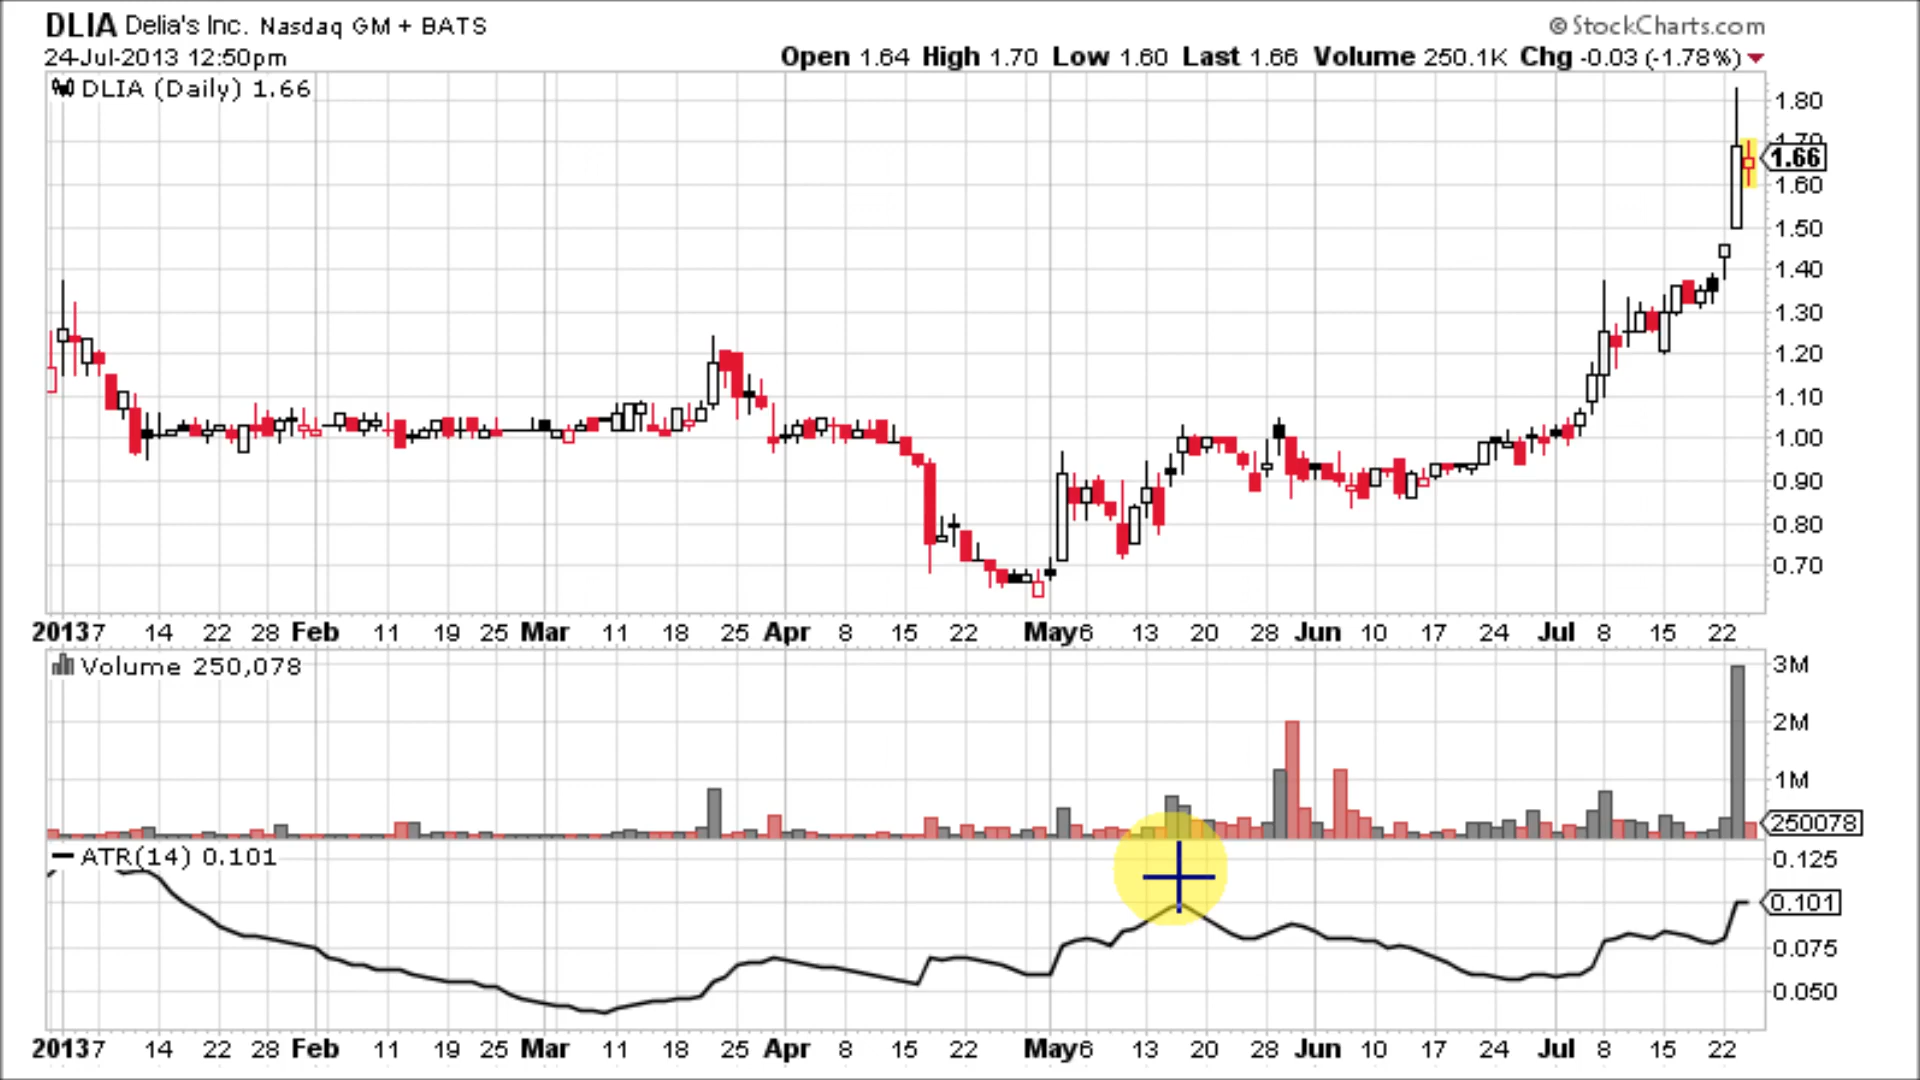 DLIA Delia's Inc. Nasdaq GM + BATS © StockCharts.com
24-Jul-2013 12:50pm Open 1.64 High 1.70 Low 1.60 Last 1.66 Volume 250.1K Chg -0.03 (-1.78%)
DLIA (Daily) 1.66
1.80
1.70
1.66
1.60
1.50
1.40
1.30
1.20
1.10
1.00
0.90
0.80
0.70
2013 7 14 22 28 Feb 11 19 25 Mar 11 18 25 Apr 8 15 22 May 6 13 20 28 Jun 10 17 24 Jul 8 15 22
Volume 250,078
3M
2M
1M
250078
ATR(14) 0.101
0.125
0.101
0.075
0.050
2013 7 14 22 28 Feb 11 19 25 Mar 11 18 25 Apr 8 15 22 May 6 13 20 28 Jun 10 17 24 Jul 8 15 22